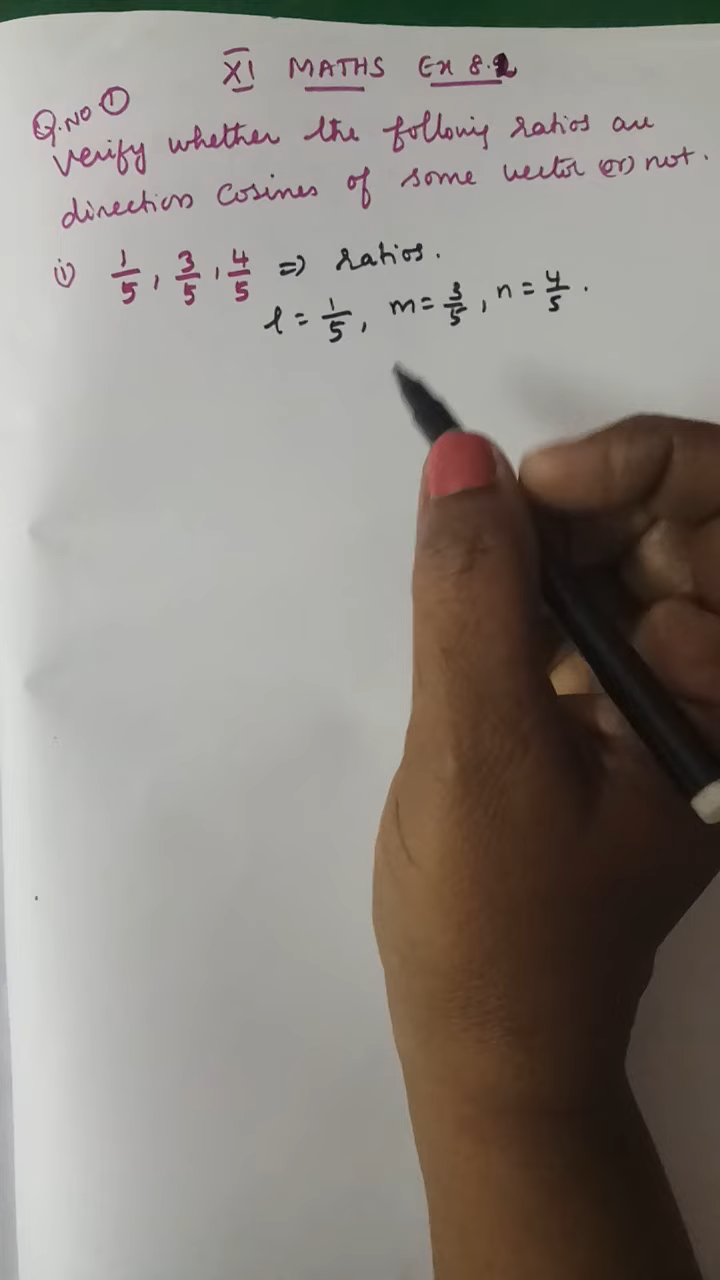 XI MATHS Ex 8.2
Q.NO ①
Verify whether the following ratios are
direction cosines of some vector (or) not.
i) 1/5, 3/5, 4/5 => ratios.
l = 1/5, m = 3/5, n = 4/5.